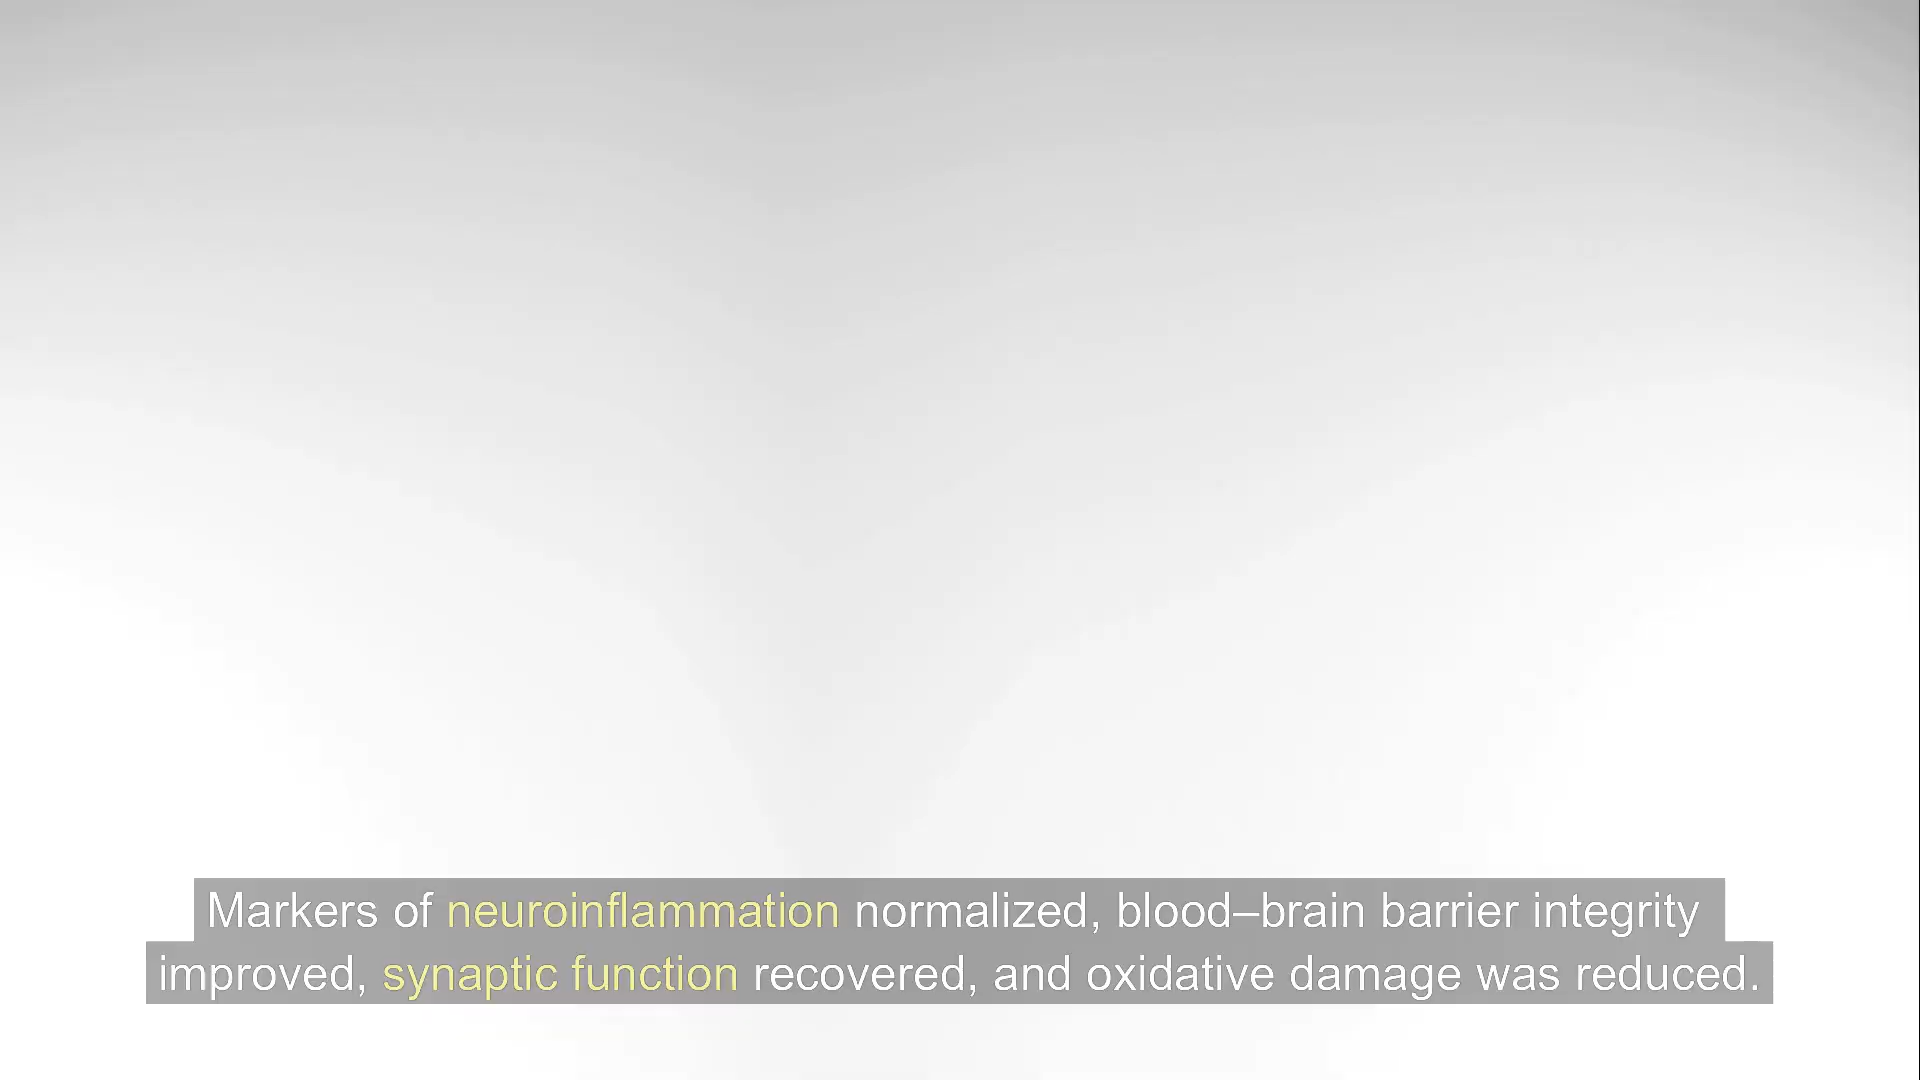 Markers of neuroinflammation normalized, blood–brain barrier integrity
improved, synaptic function recovered, and oxidative damage was reduced.